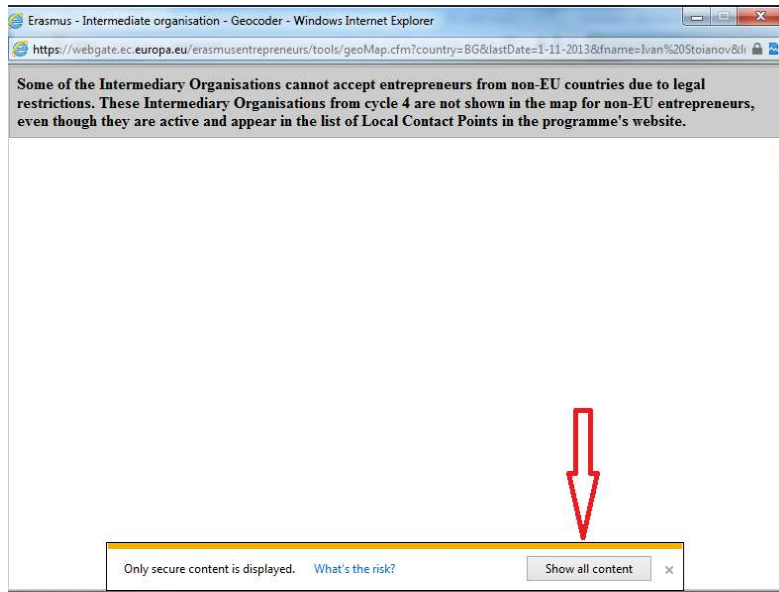 Erasmus - Intermediate organisation - Geocoder - Windows Internet Explorer
https://webgate.ec.europa.eu/erasmusentrepreneurs/tools/geoMap.cfm?country=BG&lastDate=1-11-2013&fname=Ivan%20Stoianov&li
Some of the Intermediary Organisations cannot accept entrepreneurs from non-EU countries due to legal
restrictions. These Intermediary Organisations from cycle 4 are not shown in the map for non-EU entrepreneurs,
even though they are active and appear in the list of Local Contact Points in the programme's website.
Only secure content is displayed. What's the risk? Show all content